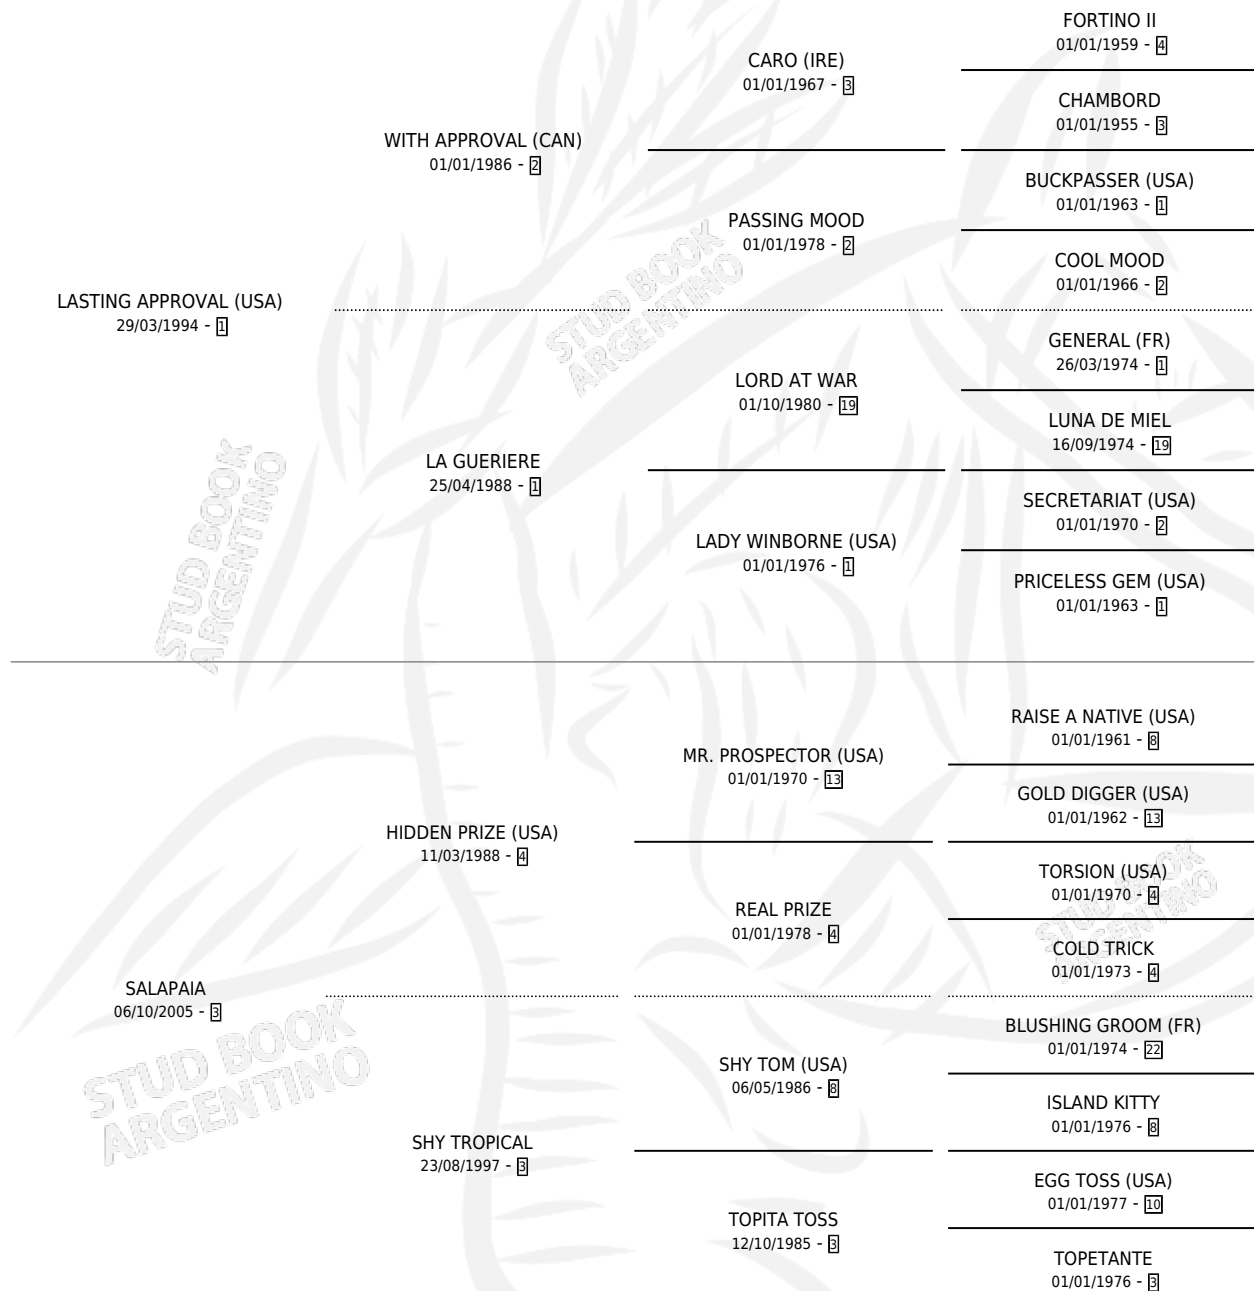 FORTINO II
01/01/1959 - 4
CARO (IRE)
01/01/1967 - 3
CHAMBORD
01/01/1955 - 3
WITH APPROVAL (CAN)
01/01/1986 - 2
BUCKPASSER (USA)
01/01/1963 - 1
PASSING MOOD
01/01/1978 - 2
COOL MOOD
01/01/1966 - 2
LASTING APPROVAL (USA)
29/03/1994 - 1
GENERAL (FR)
26/03/1974 - 1
LORD AT WAR
01/10/1980 - 19
LUNA DE MIEL
16/09/1974 - 19
LA GUERIERE
25/04/1988 - 1
SECRETARIAT (USA)
01/01/1970 - 2
LADY WINBORNE (USA)
01/01/1976 - 1
PRICELESS GEM (USA)
01/01/1963 - 1
RAISE A NATIVE (USA)
01/01/1961 - 8
MR. PROSPECTOR (USA)
01/01/1970 - 13
GOLD DIGGER (USA)
01/01/1962 - 13
HIDDEN PRIZE (USA)
11/03/1988 - 4
TORSION (USA)
01/01/1970 - 4
REAL PRIZE
01/01/1978 - 4
COLD TRICK
01/01/1973 - 4
SALAPAIA
06/10/2005 - 3
BLUSHING GROOM (FR)
01/01/1974 - 22
SHY TOM (USA)
06/05/1986 - 8
ISLAND KITTY
01/01/1976 - 8
SHY TROPICAL
23/08/1997 - 3
EGG TOSS (USA)
01/01/1977 - 10
TOPITA TOSS
12/10/1985 - 3
TOPETANTE
01/01/1976 - 3
STUD BOOK
ARGENTINO
STUD BOOK
ARGENTINO
STUD BOOK
ARGENTINO
STUD BOOK
ARGENTINO